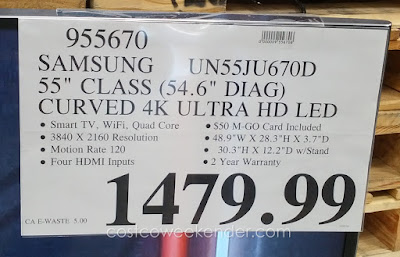 955670
SAMSUNG UN55JU670D
55" CLASS (54.6" DIAG)
CURVED 4K ULTRA HD LED
• Smart TV, WiFi, Quad Core
• 3840 X 2160 Resolution
• Motion Rate 120
• Four HDMI Inputs
• $50 M-GO Card Included
• 48.9"W X 28.3"H X 3.7"D
• 30.3"H X 12.2"D w/Stand
• 2 Year Warranty
CA E-WASTE 5.00
1479.99
costcoweekender.com